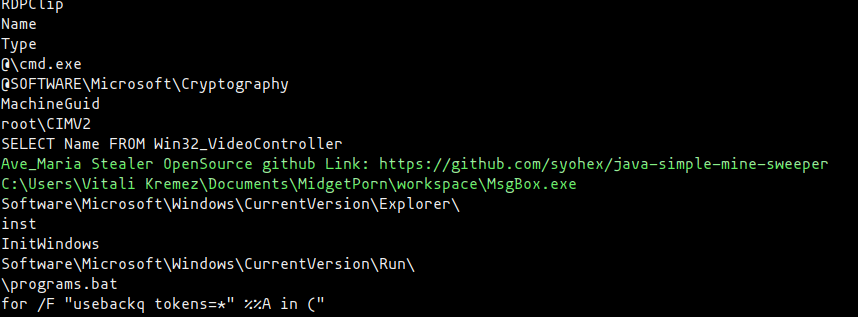 RDPClip
Name
Type
@\cmd.exe
@SOFTWARE\Microsoft\Cryptography
MachineGuid
root\CIMV2
SELECT Name FROM Win32_VideoController
Ave_Maria Stealer OpenSource github Link: https://github.com/syohex/java-simple-mine-sweeper
C:\Users\Vitali Kremez\Documents\MidgetPorn\workspace\MsgBox.exe
Software\Microsoft\Windows\CurrentVersion\Explorer\
inst
InitWindows
Software\Microsoft\Windows\CurrentVersion\Run\
\programs.bat
for /F "usebackq tokens=*" %%A in ("